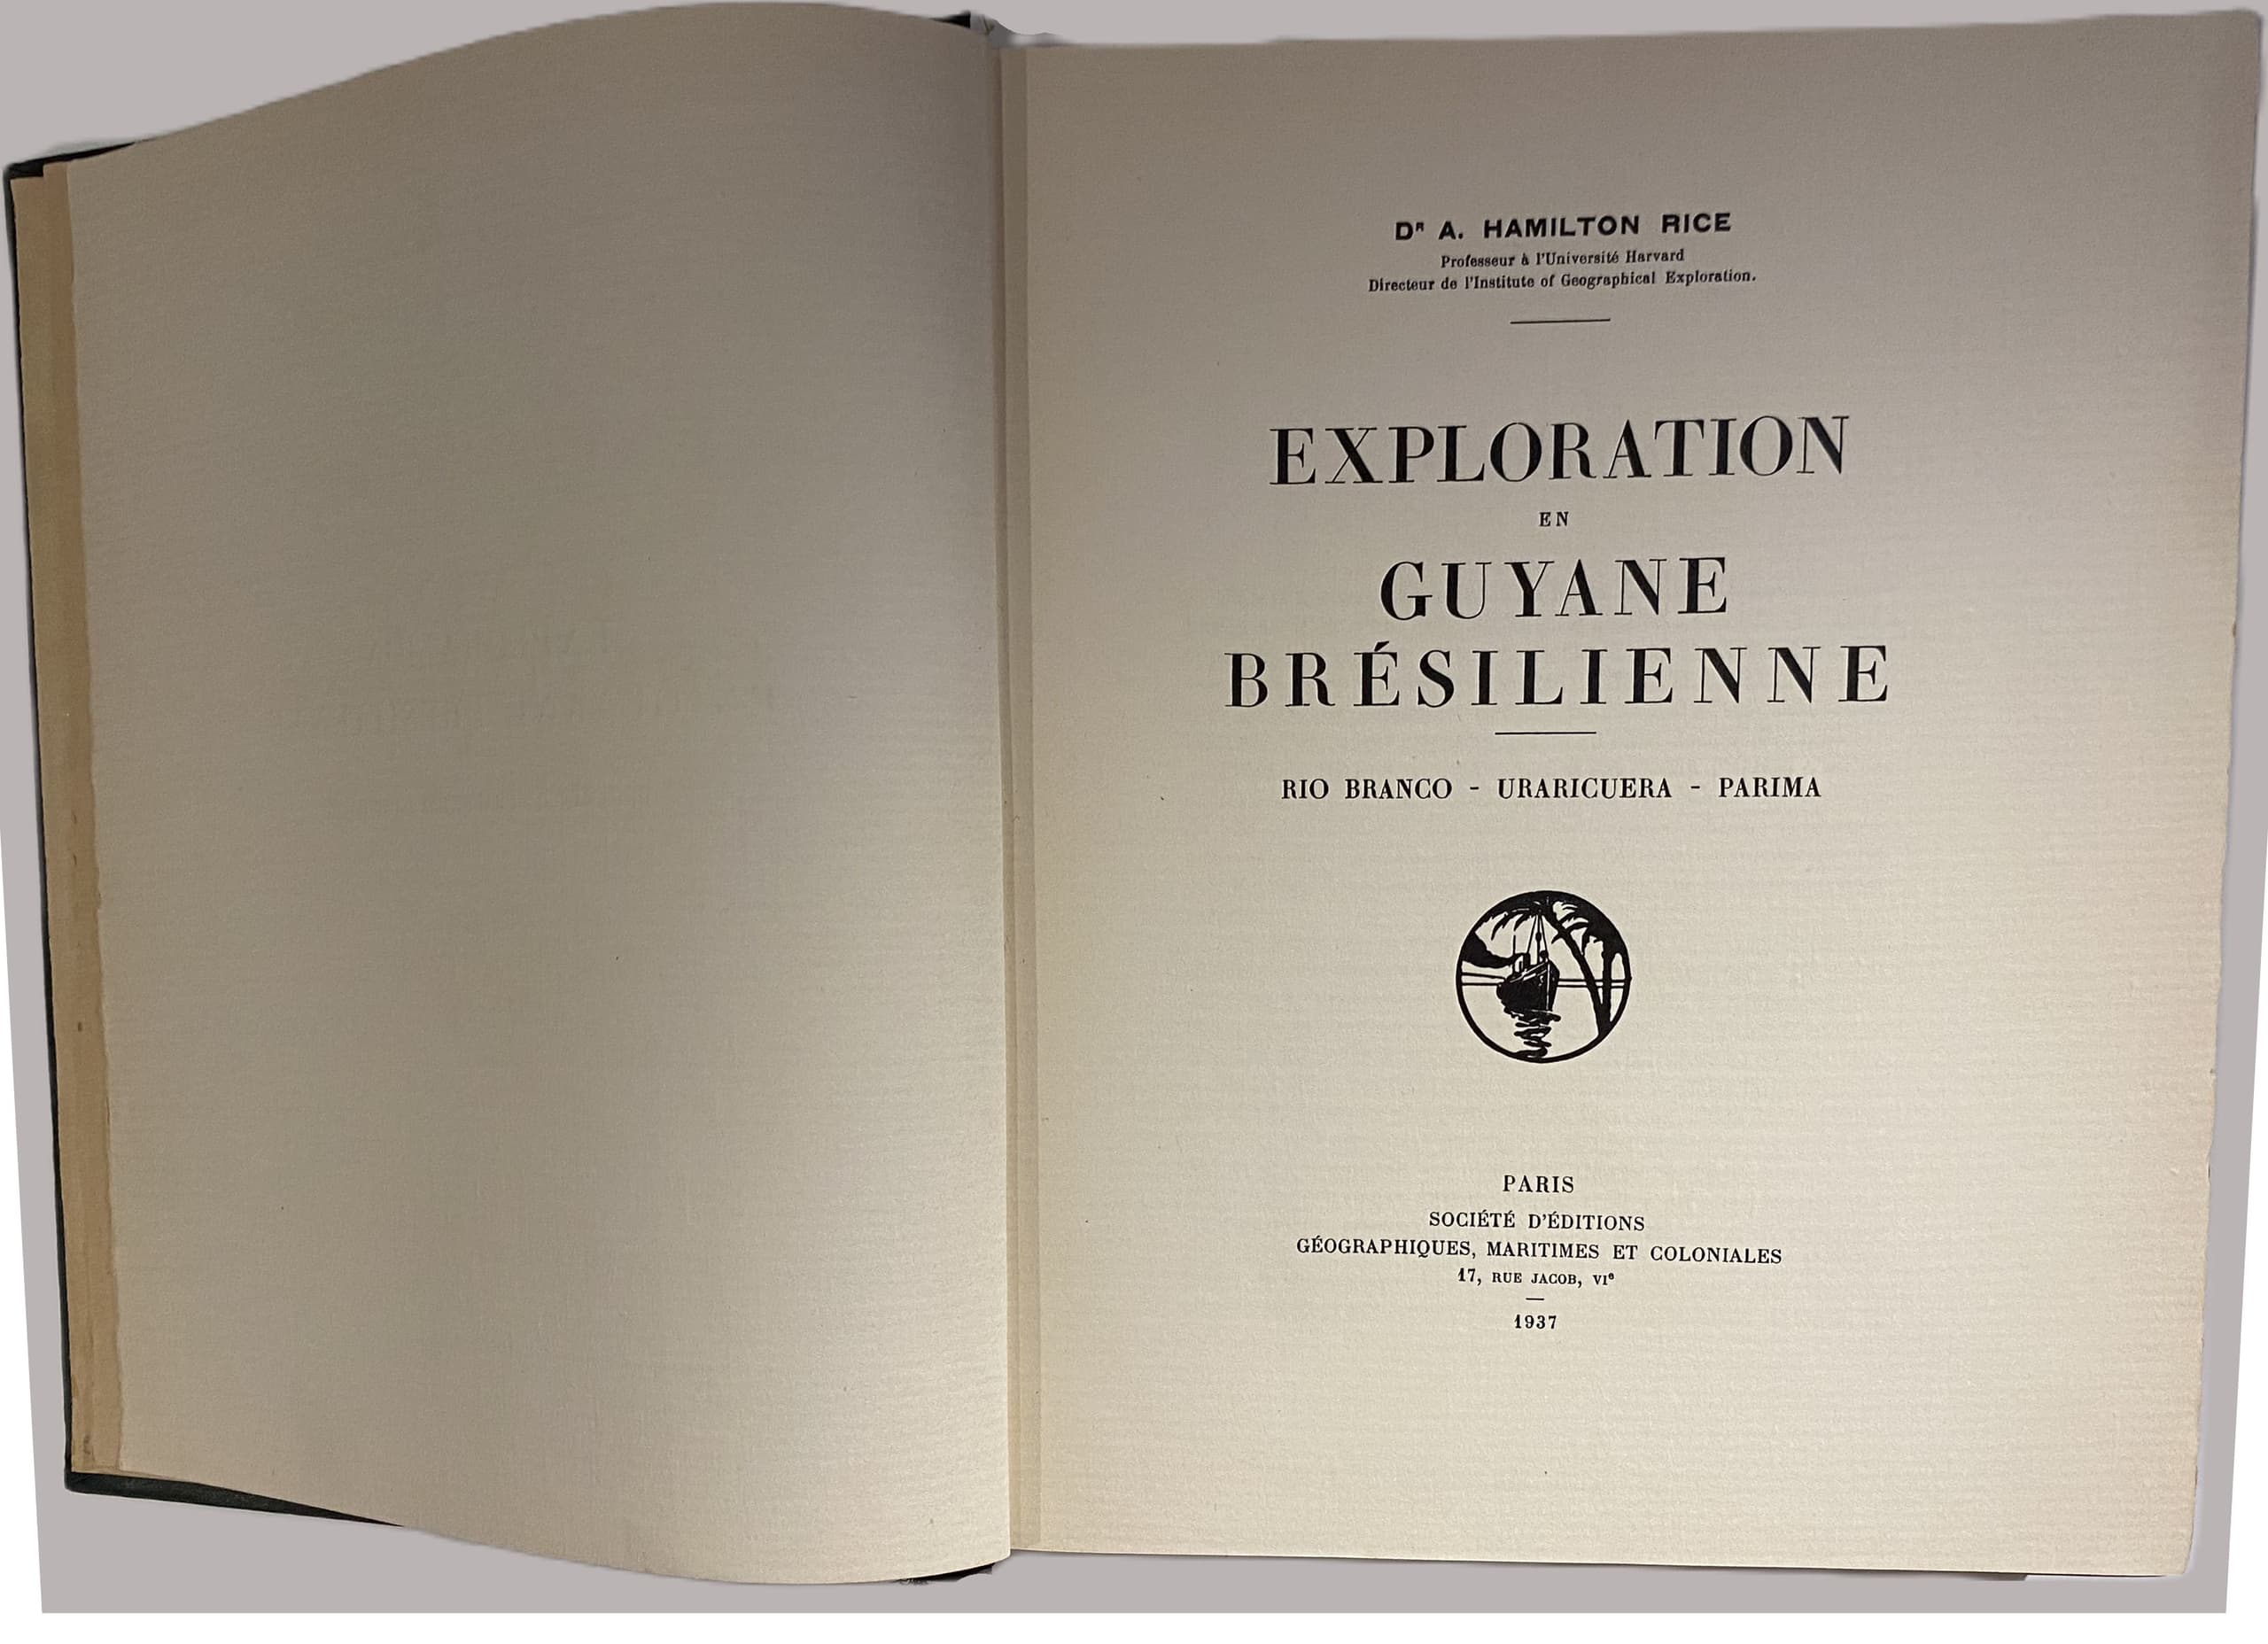 DR A. HAMILTON RICE
Professeur à l'Université Harvard
Directeur de l'Institute of Geographical Exploration.
EXPLORATION
EN
GUYANE
BRÉSILIENNE
RIO BRANCO - URARICUERA - PARIMA
PARIS
SOCIÉTÉ D'ÉDITIONS
GÉOGRAPHIQUES, MARITIMES ET COLONIALES
17, RUE JACOB, VIe
1937